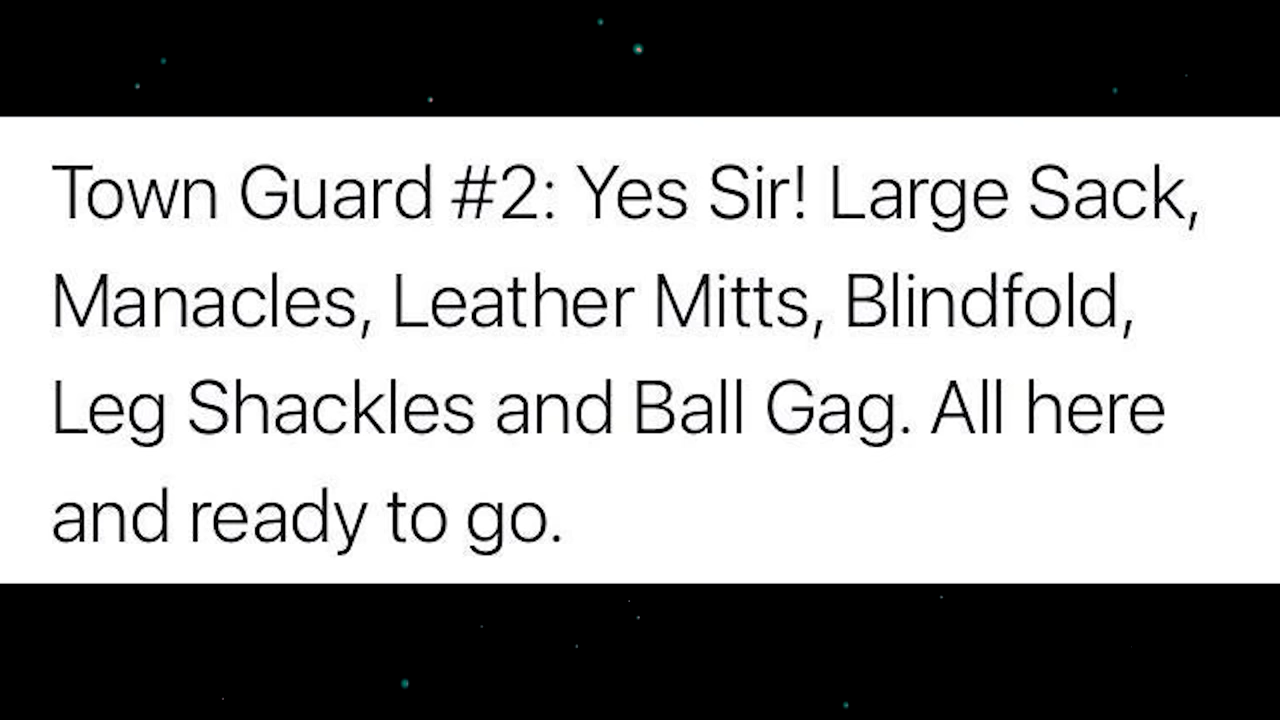 Town Guard #2: Yes Sir! Large Sack,
Manacles, Leather Mitts, Blindfold,
Leg Shackles and Ball Gag. All here
and ready to go.